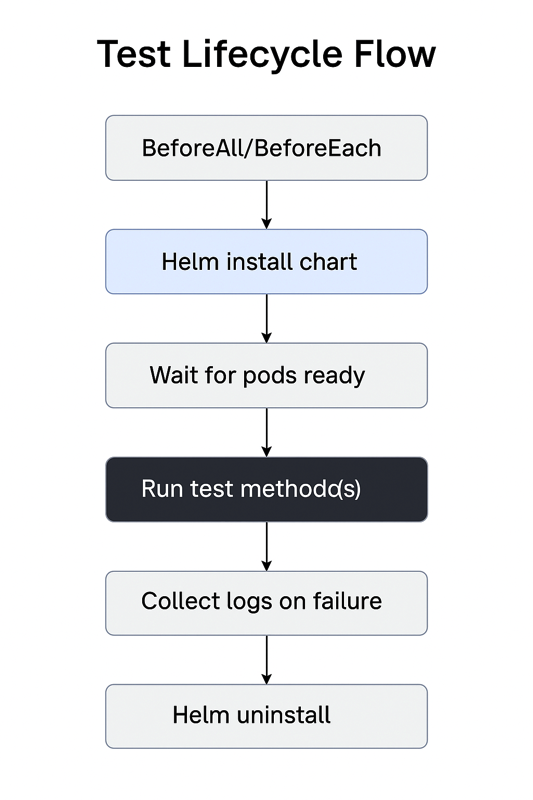 Test Lifecycle Flow
BeforeAll/BeforeEach
Helm install chart
Wait for pods ready
Run test methodc(s)
Collect logs on failure
Helm uninstall